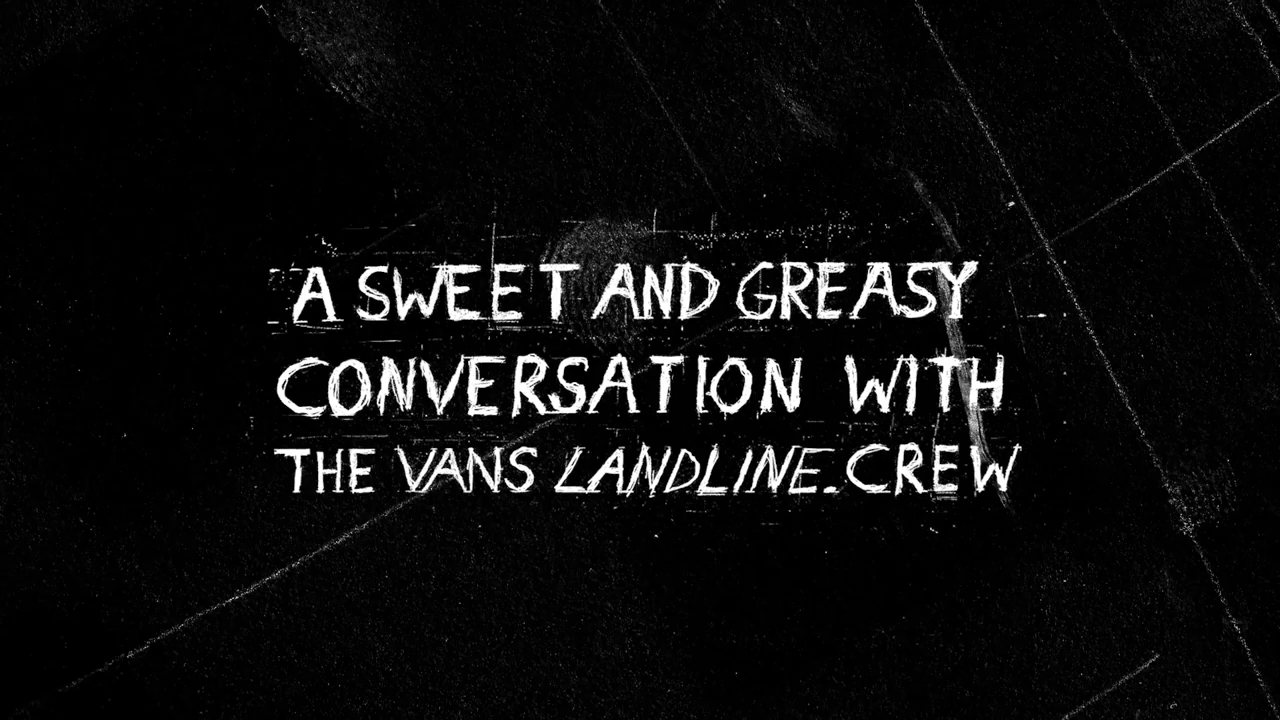 A SWEET AND GREASY
CONVERSATION WITH
THE VANS LANDLINE. CREW